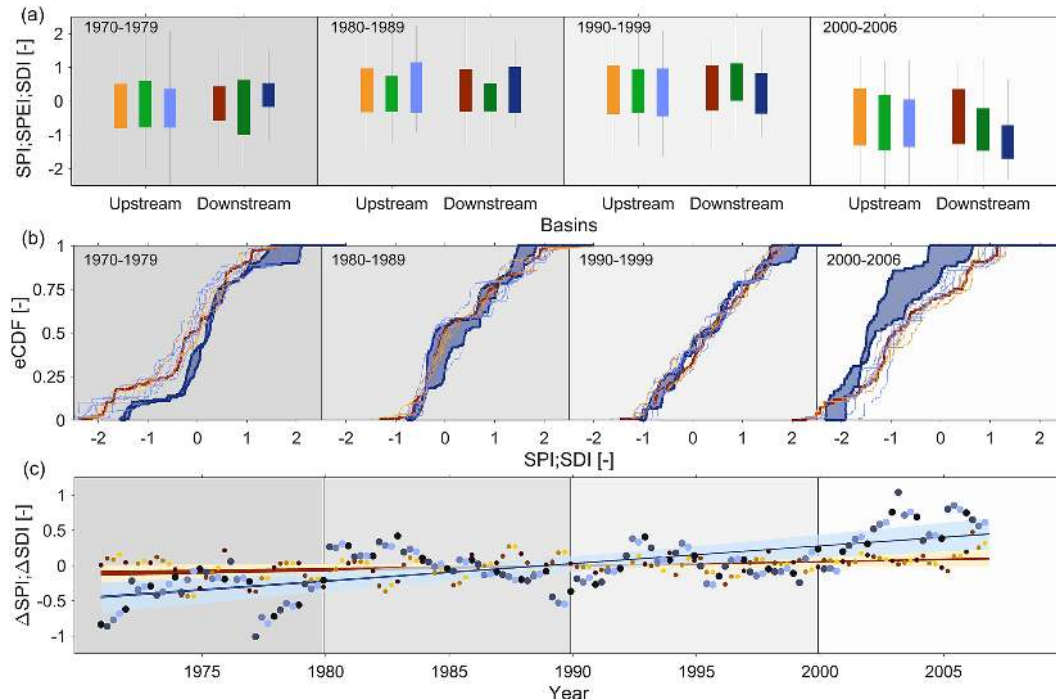 (a)
1970-1979 1980-1989 1990-1999 2000-2006
SPI;SPEI;SDI [-]
2
1
0
-1
-2
Upstream Downstream Upstream Downstream Upstream Downstream Upstream Downstream
Basins
(b)
1970-1979 1980-1989 1990-1999 2000-2006
eCDF [-]
1
0.75
0.5
0.25
0
-2 -1 0 1 2 -2 -1 0 1 2 -2 -1 0 1 2 -2 -1 0 1 2
SPI;SDI [-]
(c)
ΔSPI;ΔSDI [-]
1
0.5
0
-0.5
-1
1975 1980 1985 1990 1995 2000 2005
Year